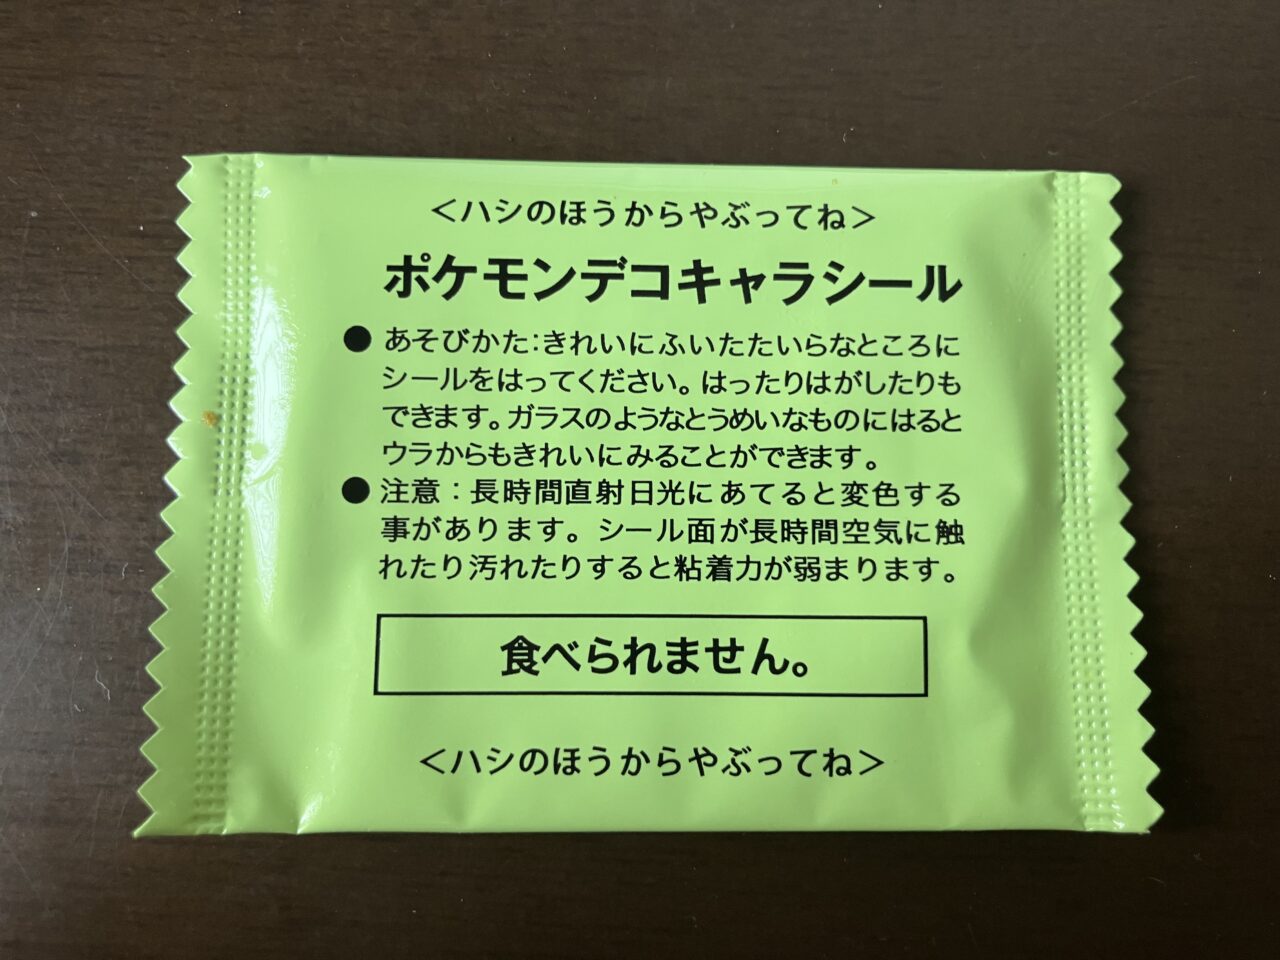 ＜ハシのほうからやぶってね＞
ポケモンデコキャラシール
●あそびかた：きれいにふいたたいらなところに
シールをはってください。はったりはがしたりも
できます。ガラスのようなとうめいなものにはると
ウラからもきれいにみることができます。
●注意：長時間直射日光にあてると変色する
事があります。シール面が長時間空気に触
れたり汚れたりすると粘着力が弱まります。
食べられません。
＜ハシのほうからやぶってね＞